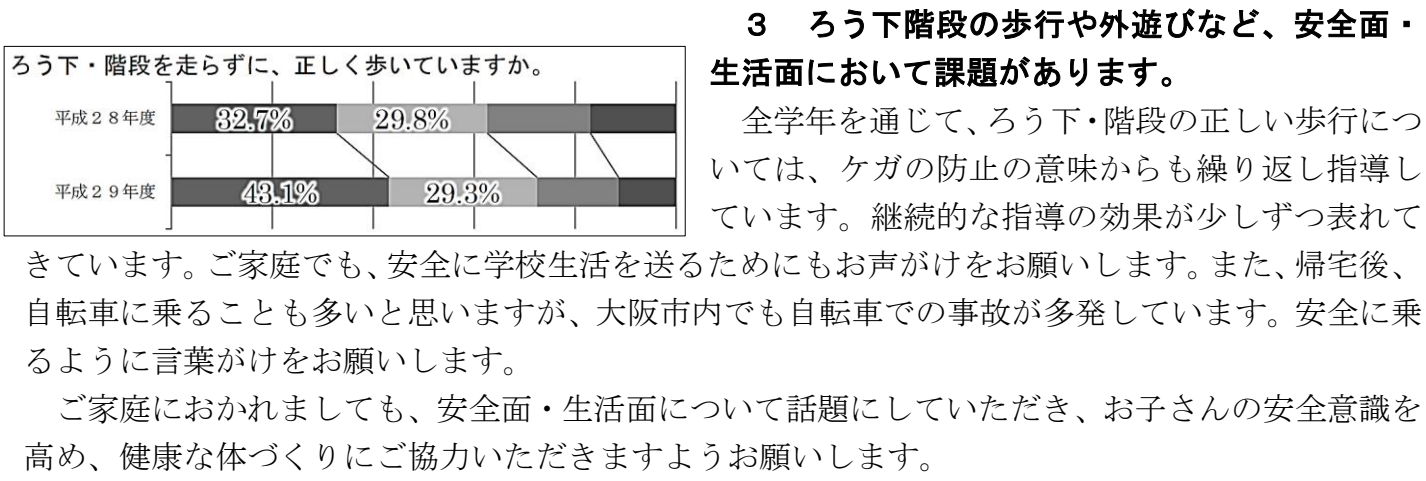 ３　ろう下階段の歩行や外遊びなど、安全面・
生活面において課題があります。
ろう下・階段を走らずに、正しく歩いていますか。
平成２８年度
32.7%
29.8%
平成２９年度
43.1%
29.3%
全学年を通じて、ろう下・階段の正しい歩行につ
いては、ケガの防止の意味からも繰り返し指導し
ています。継続的な指導の効果が少しずつ表れて
きています。ご家庭でも、安全に学校生活を送るためにもお声がけをお願いします。また、帰宅後、
自転車に乗ることも多いと思いますが、大阪市内でも自転車での事故が多発しています。安全に乗
るように言葉がけをお願いします。
ご家庭におかれましても、安全面・生活面について話題にしていただき、お子さんの安全意識を
高め、健康な体づくりにご協力いただきますようお願いします。